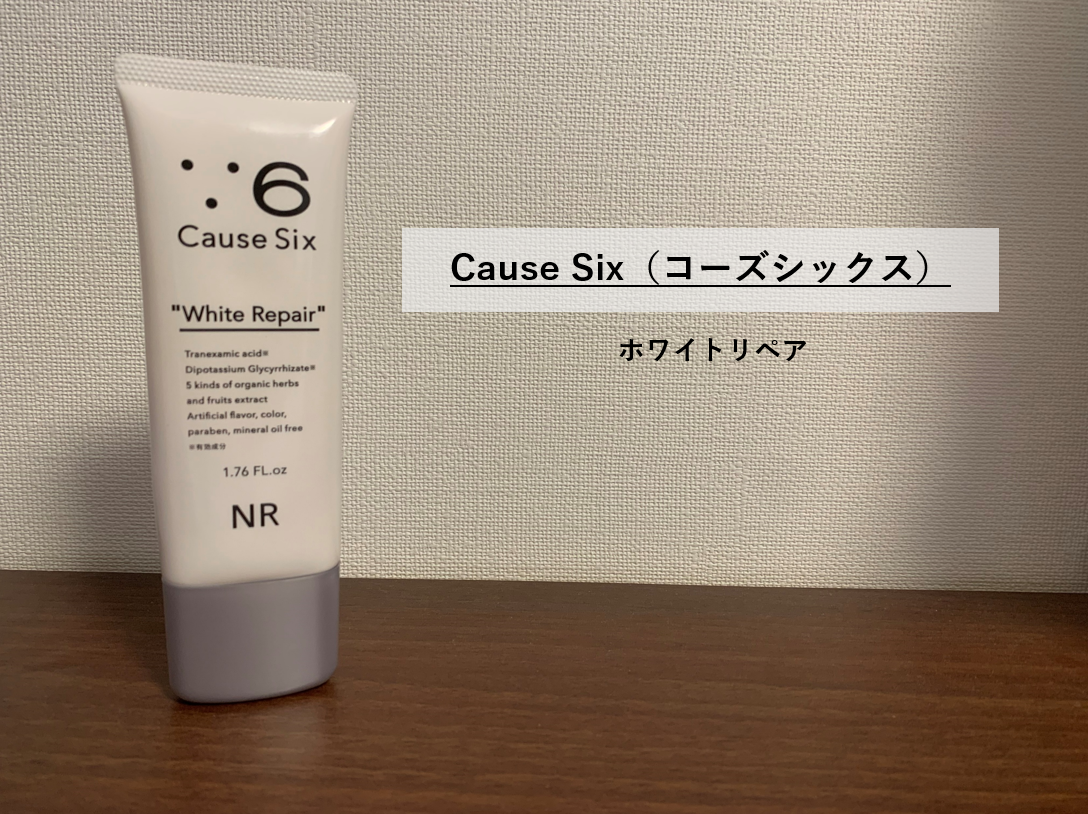 ∵6
Cause Six
"White Repair"
Tranexamic acid※
Dipotassium Glycyrrhizate※
5 kinds of organic herbs
and fruits extract
Artificial flavor, color,
paraben, mineral oil free
※有効成分
1.76 FL.oz
NR
Cause Six（コーズシックス）
ホワイトリペア